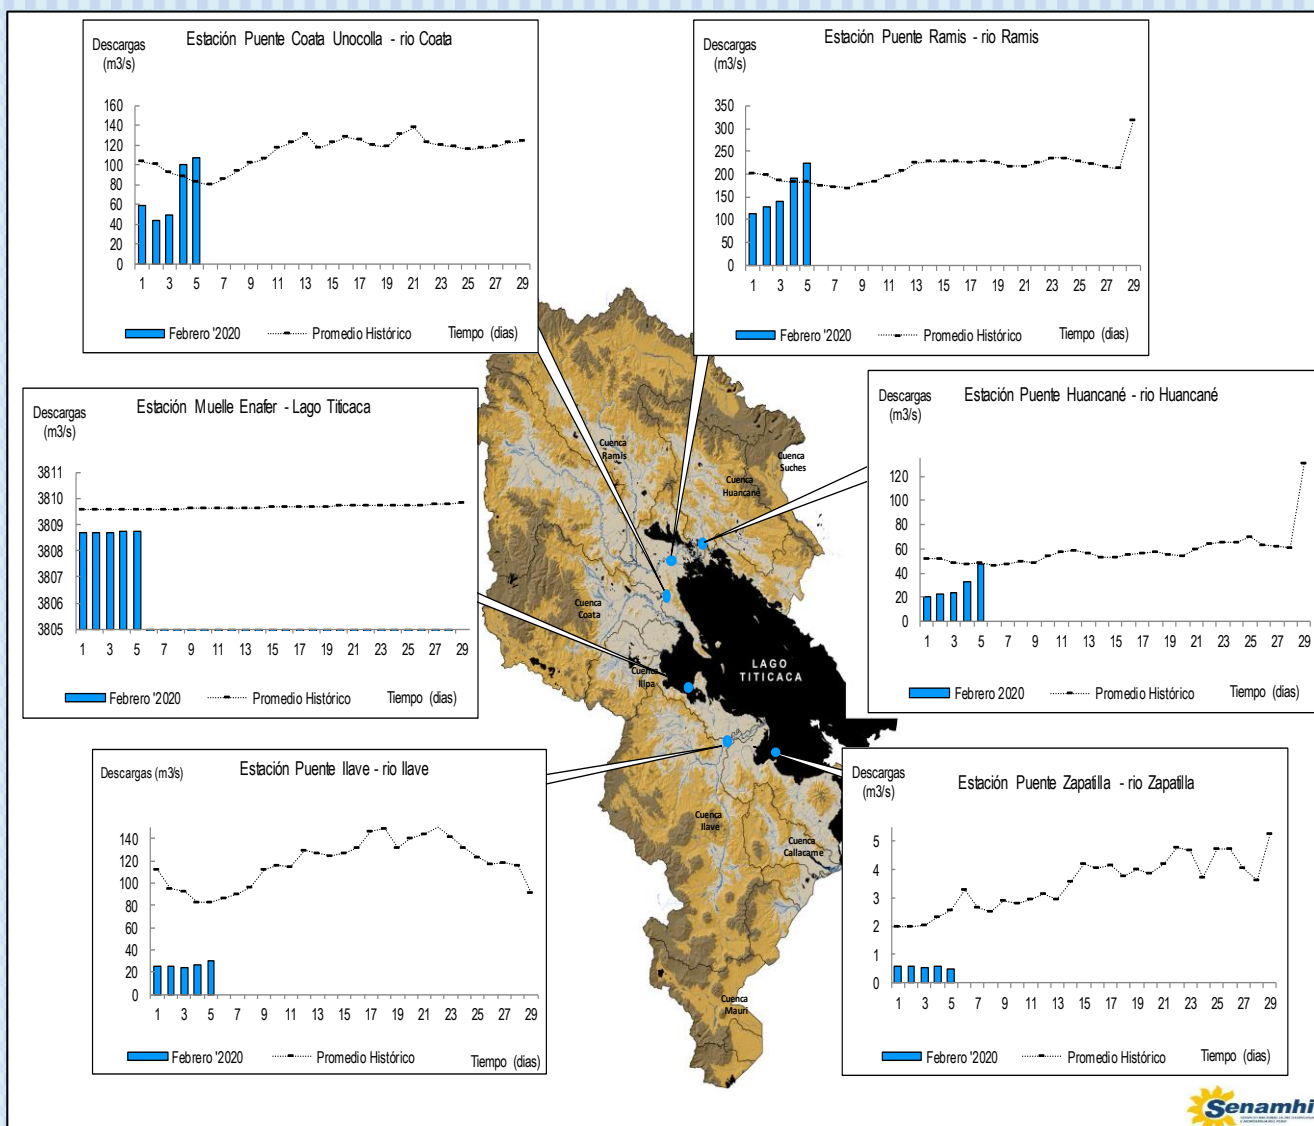 Estación Puente Coata Unocolla - rio Coata
Descargas
(m3/s)
160
140
120
100
80
60
40
20
0
1 3 5 7 9 11 13 15 17 19 21 23 25 27 29
Febrero '2020 Promedio Histórico Tiempo (dias)
Estación Puente Ramis - rio Ramis
Descargas
(m3/s)
350
300
250
200
150
100
50
0
1 3 5 7 9 11 13 15 17 19 21 23 25 27 29
Febrero '2020 Promedio Histórico Tiempo (dias)
Estación Muelle Enafer - Lago Titicaca
Descargas
(m3/s)
3811
3810
3809
3808
3807
3806
3805
1 3 5 7 9 11 13 15 17 19 21 23 25 27 29
Febrero '2020 Promedio Histórico Tiempo (dias)
Estación Puente Huancané - rio Huancané
Descargas
(m3/s)
120
100
80
60
40
20
0
1 3 5 7 9 11 13 15 17 19 21 23 25 27 29
Febrero 2020 Promedio Histórico Tiempo (dias)
Cuenca
Ramis
Cuenca
Suches
Cuenca
Huancané
Cuenca
Coata
Cuenca
Illpa
LAGO
TITICACA
Cuenca
Ilave
Cuenca
Callacame
Cuenca
Mauri
Estación Puente Ilave - rio Ilave
Descargas (m3/s)
140
120
100
80
60
40
20
0
1 3 5 7 9 11 13 15 17 19 21 23 25 27 29
Febrero '2020 Promedio Histórico Tiempo (dias)
Estación Puente Zapatilla - rio Zapatilla
Descargas
(m3/s)
5
4
3
2
1
0
1 3 5 7 9 11 13 15 17 19 21 23 25 27 29
Febrero '2020 Promedio Histórico Tiempo (dias)
Senamhi